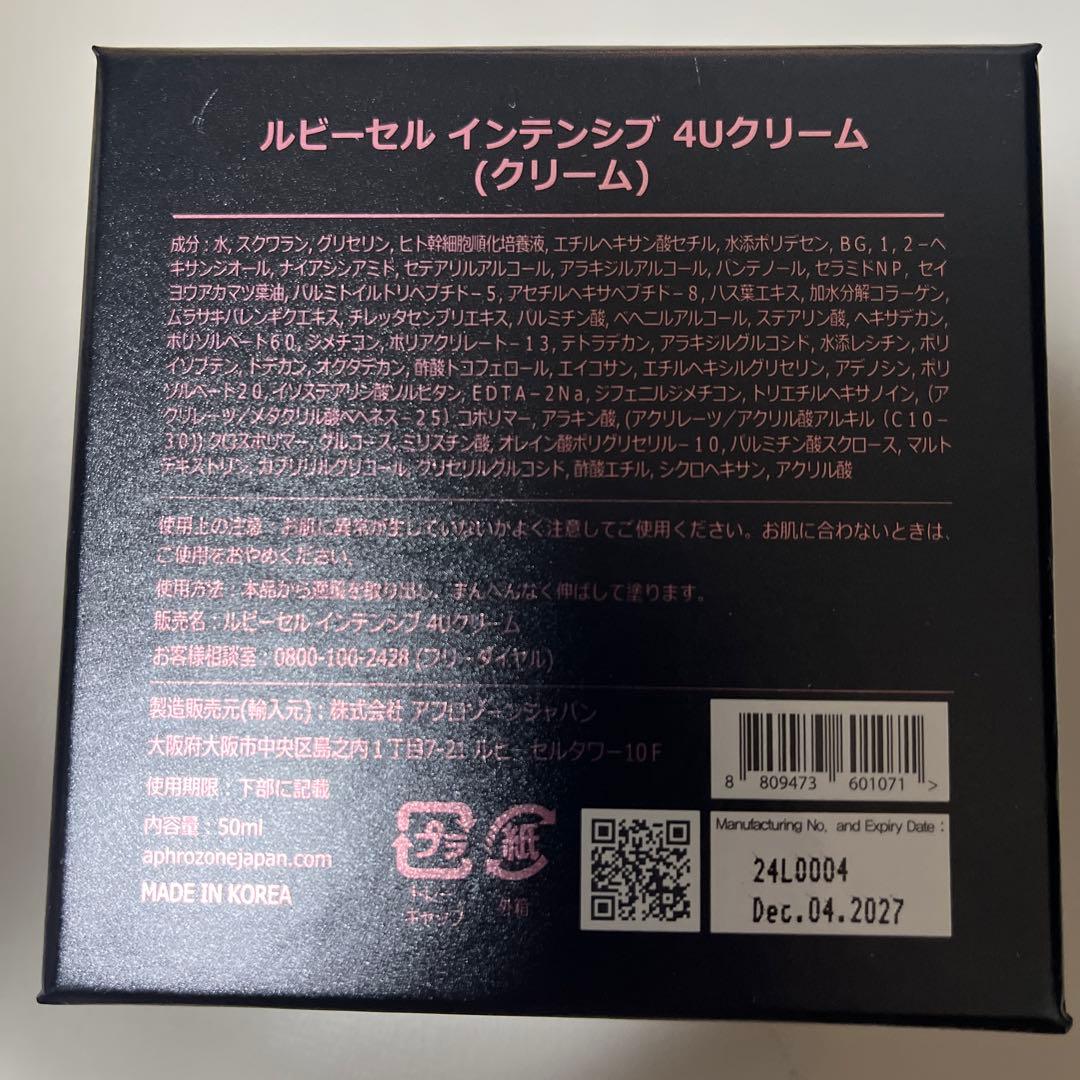 ルビーセル インテンシブ 4Uクリーム
(クリーム)
成分：水, スクワラン, グリセリン, ヒト幹細胞順化培養液, エチルヘキサン酸セチル, 水添ポリデセン, BG, 1, 2−ヘ
キサンジオール, ナイアシンアミド, セテアリルアルコール, アラキジルアルコール, パンテノール, セラミドNP, セイ
ヨウアカマツ葉油, パルミトイルトリペプチド−5, アセチルヘキサペプチド−8, ハス葉エキス, 加水分解コラーゲン,
ムラサキバレンギクエキス, チレッタセンブリエキス, パルミチン酸, ベヘニルアルコール, ステアリン酸, ヘキサデカン,
ポリソルベート60, ジメチコン, ポリアクリレート−13, テトラデカン, アラキジルグルコシド, 水添レシチン, ポリ
イソブテン, ドデカン, オクタデカン, 酢酸トコフェロール, エイコサン, エチルヘキシルグリセリン, アデノシン, ポリ
ソルベート20, イソステアリン酸ソルビタン, EDTA−2Na, ジフェニルジメチコン, トリエチルヘキサノイン, (ア
クリレーツ／メタクリル酸ベヘネス−25) コポリマー, アラキン酸, (アクリレーツ／アクリル酸アルキル (C10−
30)) クロスポリマー, グルコース, ミリスチン酸, オレイン酸ポリグリセリル−10, パルミチン酸スクロース, マルト
デキストリン, カプリリルグリコール, グリセリルグルコシド, 酢酸エチル, シクロヘキサン, アクリル酸
使用上の注意：お肌に異常が生じていないかよく注意してご使用ください。お肌に合わないときは、
ご使用をおやめください。
使用方法：本品から適量を取り出し、まんべんなく伸ばして塗ります。
販売名：ルビーセル インテンシブ 4Uクリーム
お客様相談室：0800-100-2428 (フリーダイヤル)
製造販売元(輸入元)：株式会社 アフロゾーンジャパン
大阪府大阪市中央区島之内1丁目7-21 ルビーセルタワー10F
使用期限：下部に記載
内容量：50ml
aphrozonejapan.com
MADE IN KOREA
プラ
トレー
キャップ
紙
外箱
8 809473 601071 >
Manufacturing No. and Expiry Date :
24L0004
Dec.04.2027